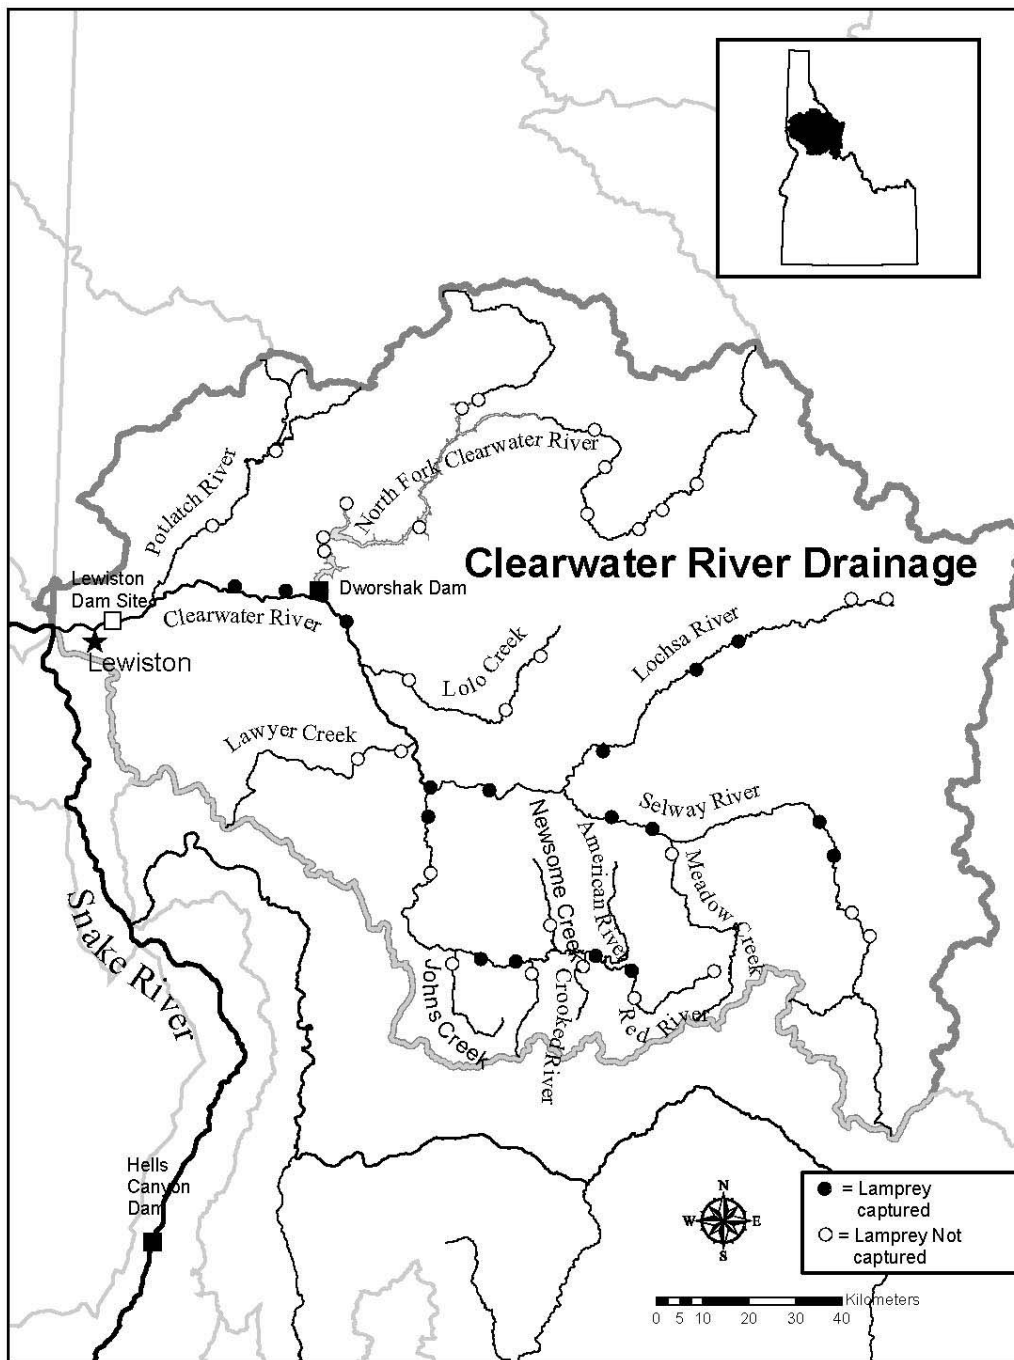 Potlatch River
North Fork Clearwater River
Clearwater River Drainage
Lewiston
Dam Site
Dworshak Dam
Clearwater River
Lewiston
Lolo Creek
Lochsa River
Lawyer Creek
Selway River
Newsome Creek
American River
Meadow Creek
Snake River
Johns Creek
Crooked River
Red River
Hells
Canyon
Dam
N
W
E
S
= Lamprey
captured
= Lamprey Not
captured
Kilometers
0 5 10 20 30 40